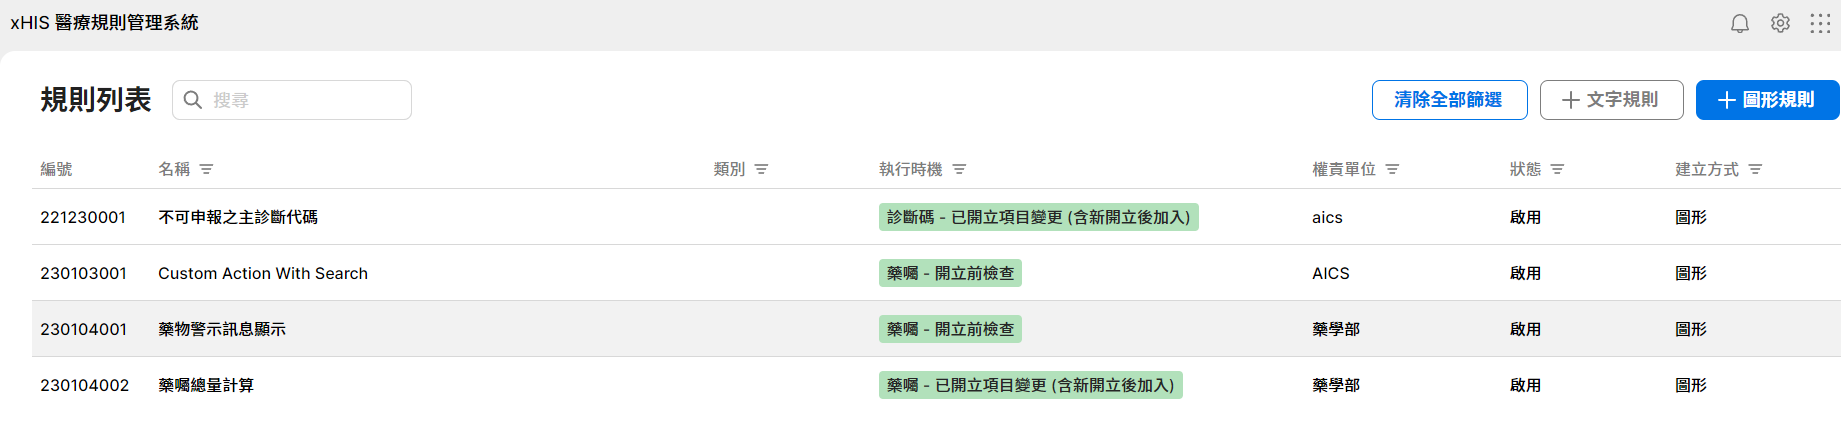 xHIS 醫療規則管理系統
規則列表 搜尋 清除全部篩選 文字規則 圖形規則
編號 名稱 類別 執行時機 權責單位 狀態 建立方式
221230001 不可申報之主診斷代碼 診斷碼 - 已開立項目變更 (含新開立後加入) aics 啟用 圖形
230103001 Custom Action With Search 藥囑 - 開立前檢查 AICS 啟用 圖形
230104001 藥物警示訊息顯示 藥囑 - 開立前檢查 藥學部 啟用 圖形
230104002 藥囑總量計算 藥囑 - 已開立項目變更 (含新開立後加入) 藥學部 啟用 圖形